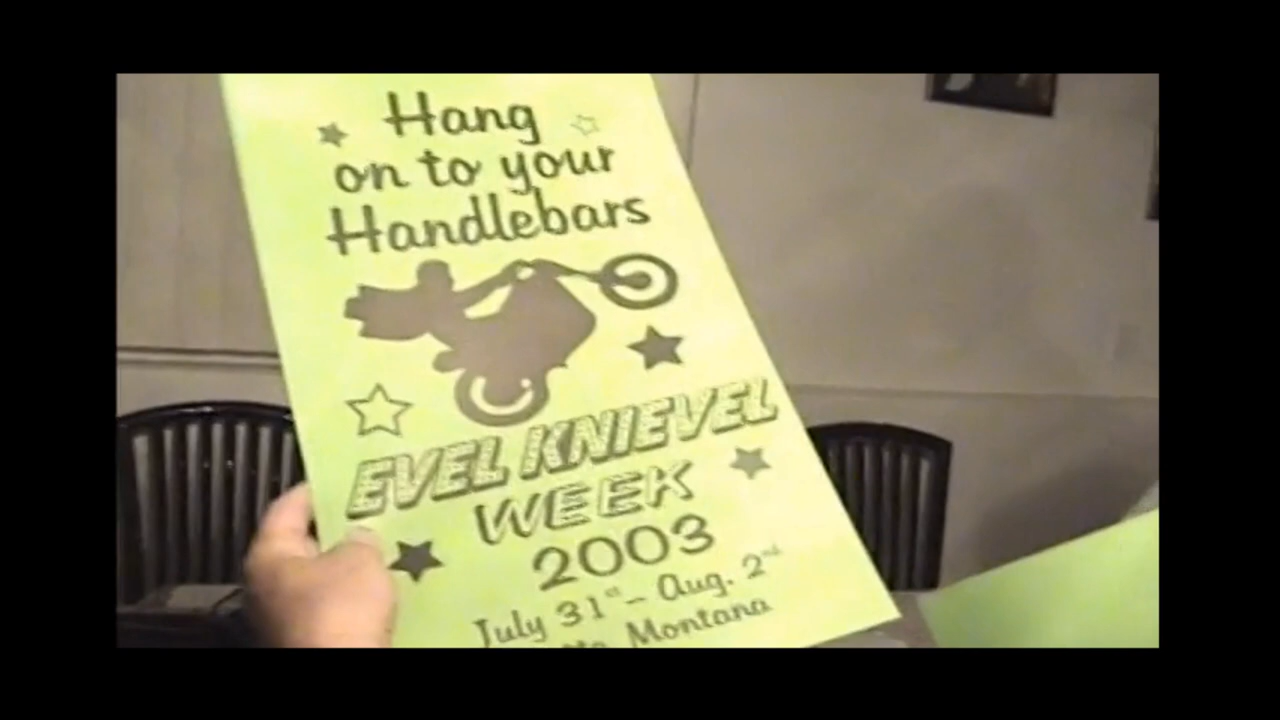 Hang
on to your
Handlebars
EVEL KNIEVEL
WEEK
2003
July 31st - Aug. 2nd
Montana